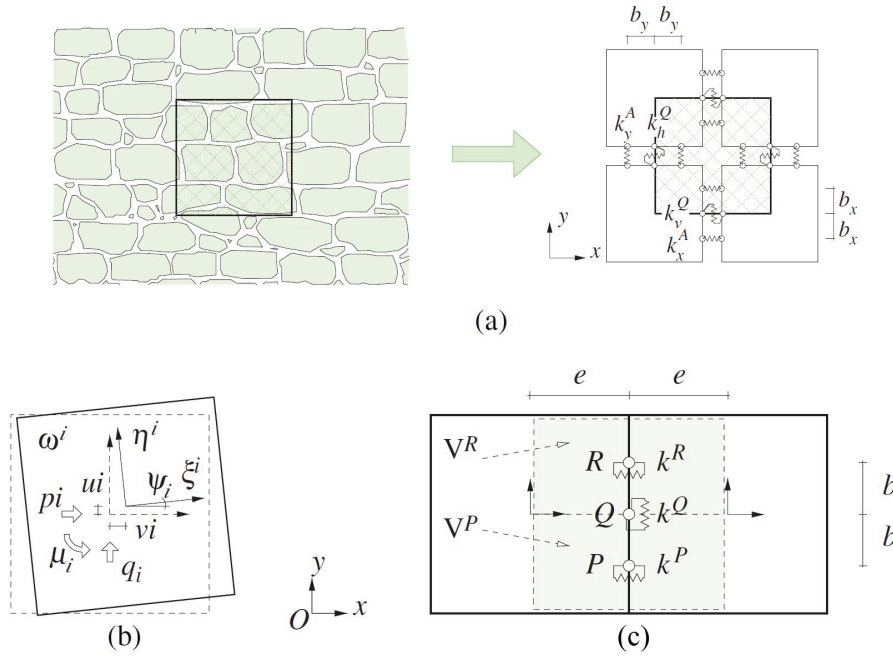 b_y b_y
k_y^A k_h^Q
k_v^Q
k_x^A
b_x
b_x
y
x
(a)
ω^i
η^i
ξ^i
ψ_i
ui
vi
pi
μ_i
q_i
y
O x
(b)
e e
V^R
R k^R
Q k^Q
V^P
P k^P
b
b
(c)